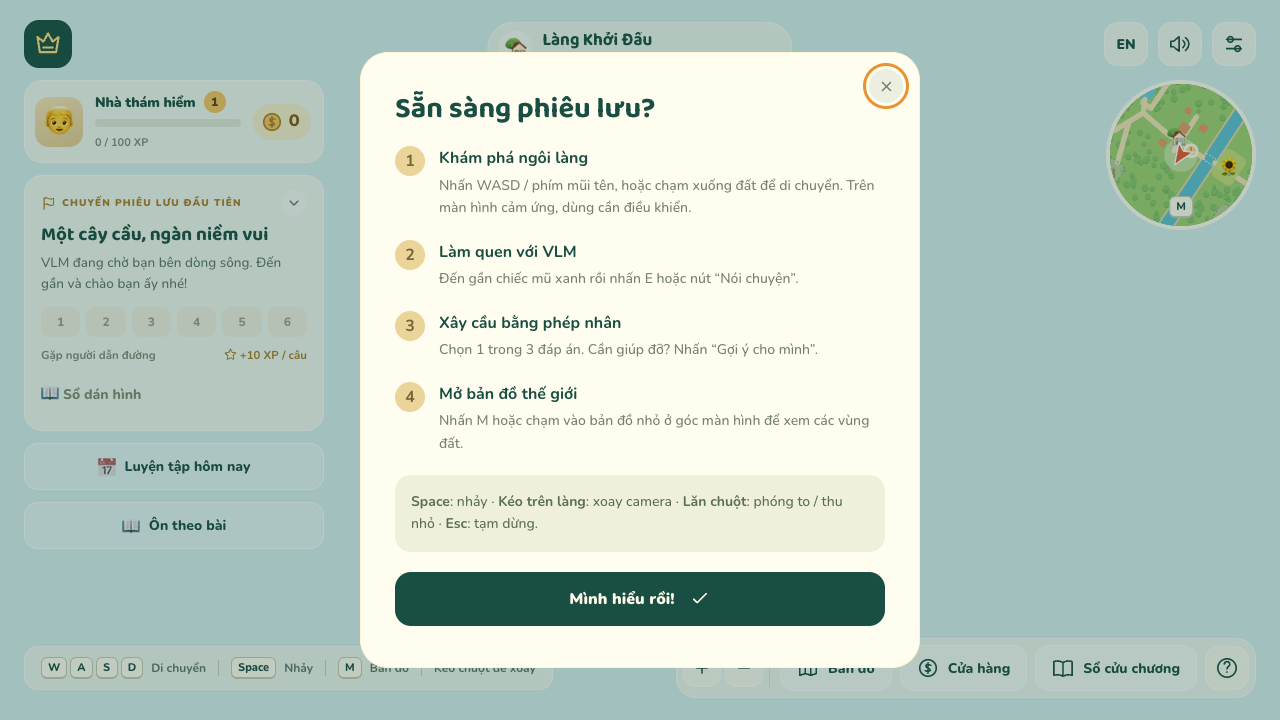 Làng Khởi Đầu
EN
Nhà thám hiểm 1
0 / 100 XP
0
CHUYẾN PHIÊU LƯU ĐẦU TIÊN
Một cây cầu, ngàn niềm vui
VLM đang chờ bạn bên dòng sông. Đến
gần và chào bạn ấy nhé!
1 2 3 4 5 6
Gặp người dẫn đường
+10 XP / câu
Sổ dán hình
Luyện tập hôm nay
Ôn theo bài
M
Sẵn sàng phiêu lưu?
1
Khám phá ngôi làng
Nhấn WASD / phím mũi tên, hoặc chạm xuống đất để di chuyển. Trên
màn hình cảm ứng, dùng cần điều khiển.
2
Làm quen với VLM
Đến gần chiếc mũ xanh rồi nhấn E hoặc nút “Nói chuyện”.
3
Xây cầu bằng phép nhân
Chọn 1 trong 3 đáp án. Cần giúp đỡ? Nhấn “Gợi ý cho mình”.
4
Mở bản đồ thế giới
Nhấn M hoặc chạm vào bản đồ nhỏ ở góc màn hình để xem các vùng
đất.
Space: nhảy · Kéo trên làng: xoay camera · Lăn chuột: phóng to / thu
nhỏ · Esc: tạm dừng.
Mình hiểu rồi!
W A S D Di chuyển Space Nhảy M Bản đồ Kéo chuột để xoay
Bản đồ
Cửa hàng
Sổ cửu chương